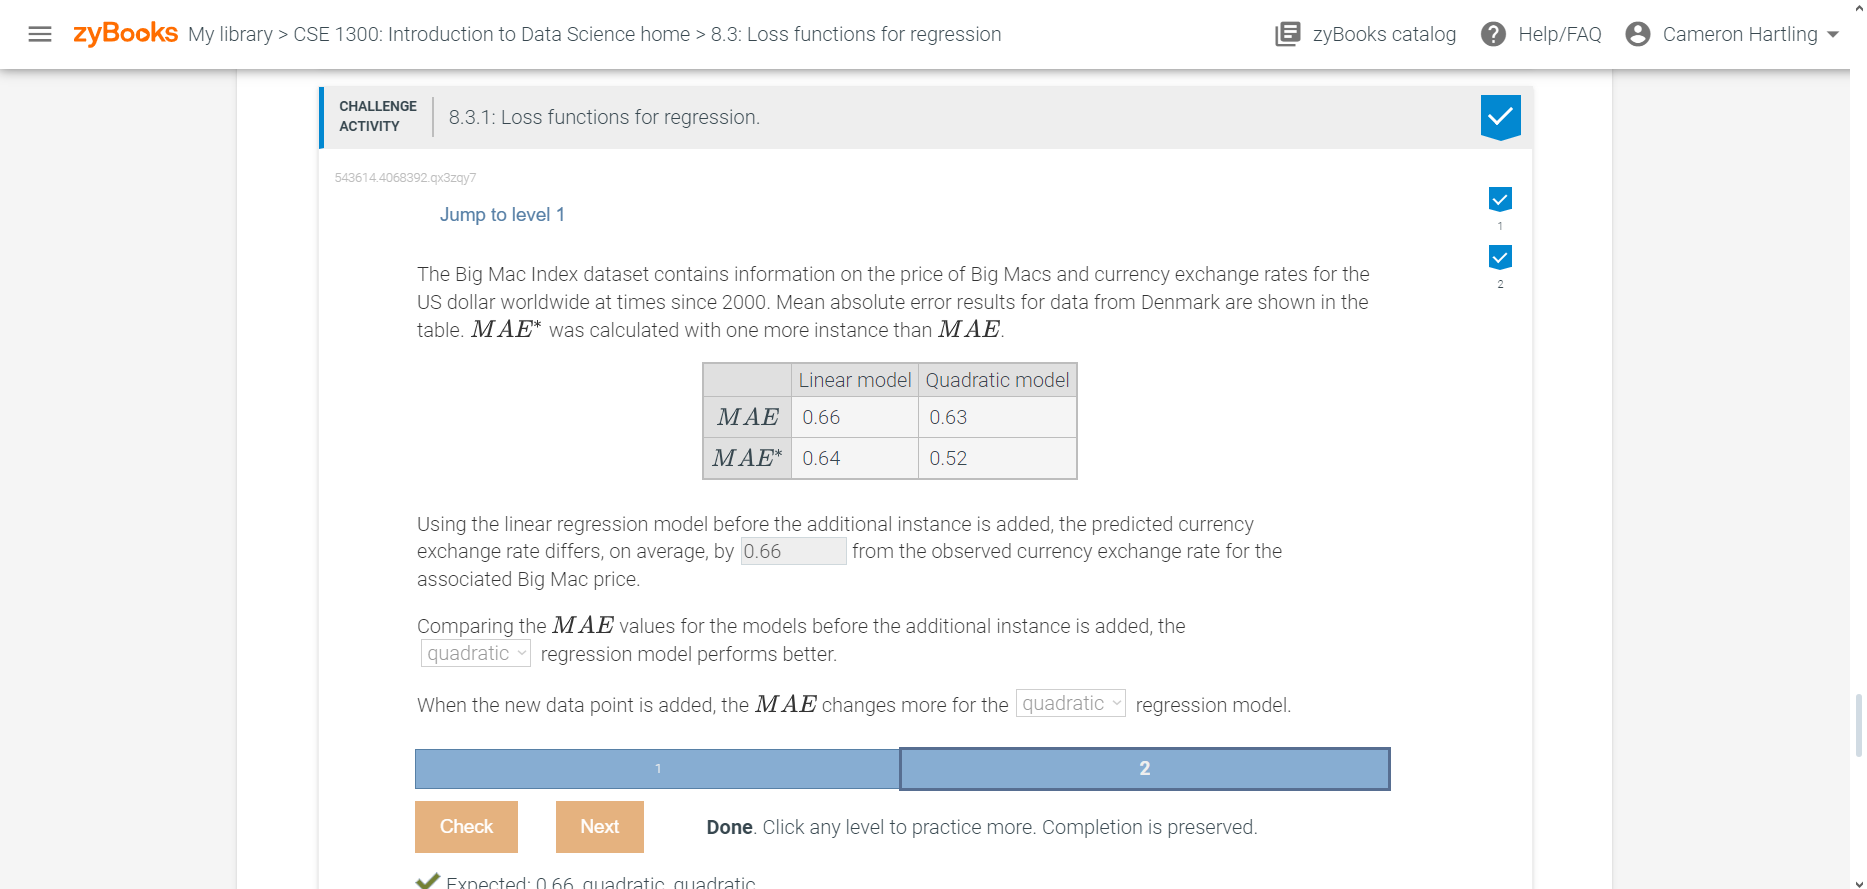 zyBooks My library > CSE 1300: Introduction to Data Science home > 8.3: Loss functions for regression zyBooks catalog ? Help/FAQ Cameron Hartling
CHALLENGE ACTIVITY 8.3.1: Loss functions for regression.
543614.4068392.qx3zqy7
Jump to level 1
1
2
The Big Mac Index dataset contains information on the price of Big Macs and currency exchange rates for the
US dollar worldwide at times since 2000. Mean absolute error results for data from Denmark are shown in the
table. MAE* was calculated with one more instance than MAE.
Linear model Quadratic model
MAE 0.66 0.63
MAE* 0.64 0.52
Using the linear regression model before the additional instance is added, the predicted currency
exchange rate differs, on average, by 0.66 from the observed currency exchange rate for the
associated Big Mac price.
Comparing the MAE values for the models before the additional instance is added, the
quadratic regression model performs better.
When the new data point is added, the MAE changes more for the quadratic regression model.
1 2
Check Next Done. Click any level to practice more. Completion is preserved.
Expected: 0.66, quadratic, quadratic